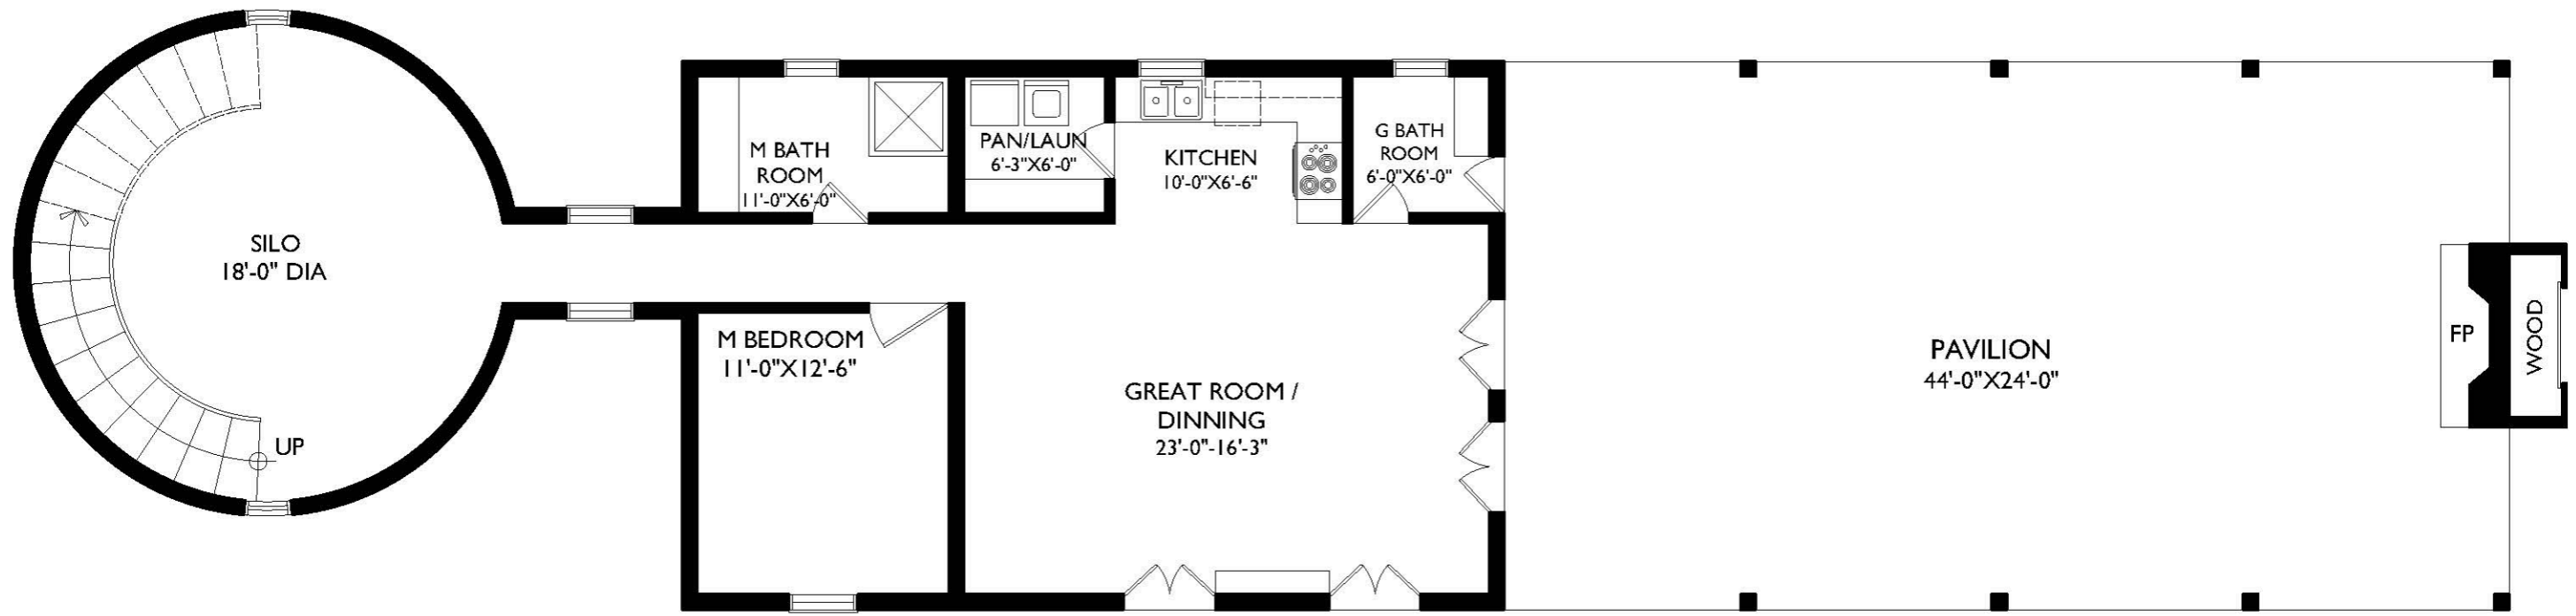 SILO
18'-0" DIA
UP
M BATH
ROOM
11'-0"X6'-0"
PAN/LAUN
6'-3"X6'-0"
KITCHEN
10'-0"X6'-6"
G BATH
ROOM
6'-0"X6'-0"
M BEDROOM
11'-0"X12'-6"
GREAT ROOM /
DINNING
23'-0"-16'-3"
PAVILION
44'-0"X24'-0"
FP
WOOD